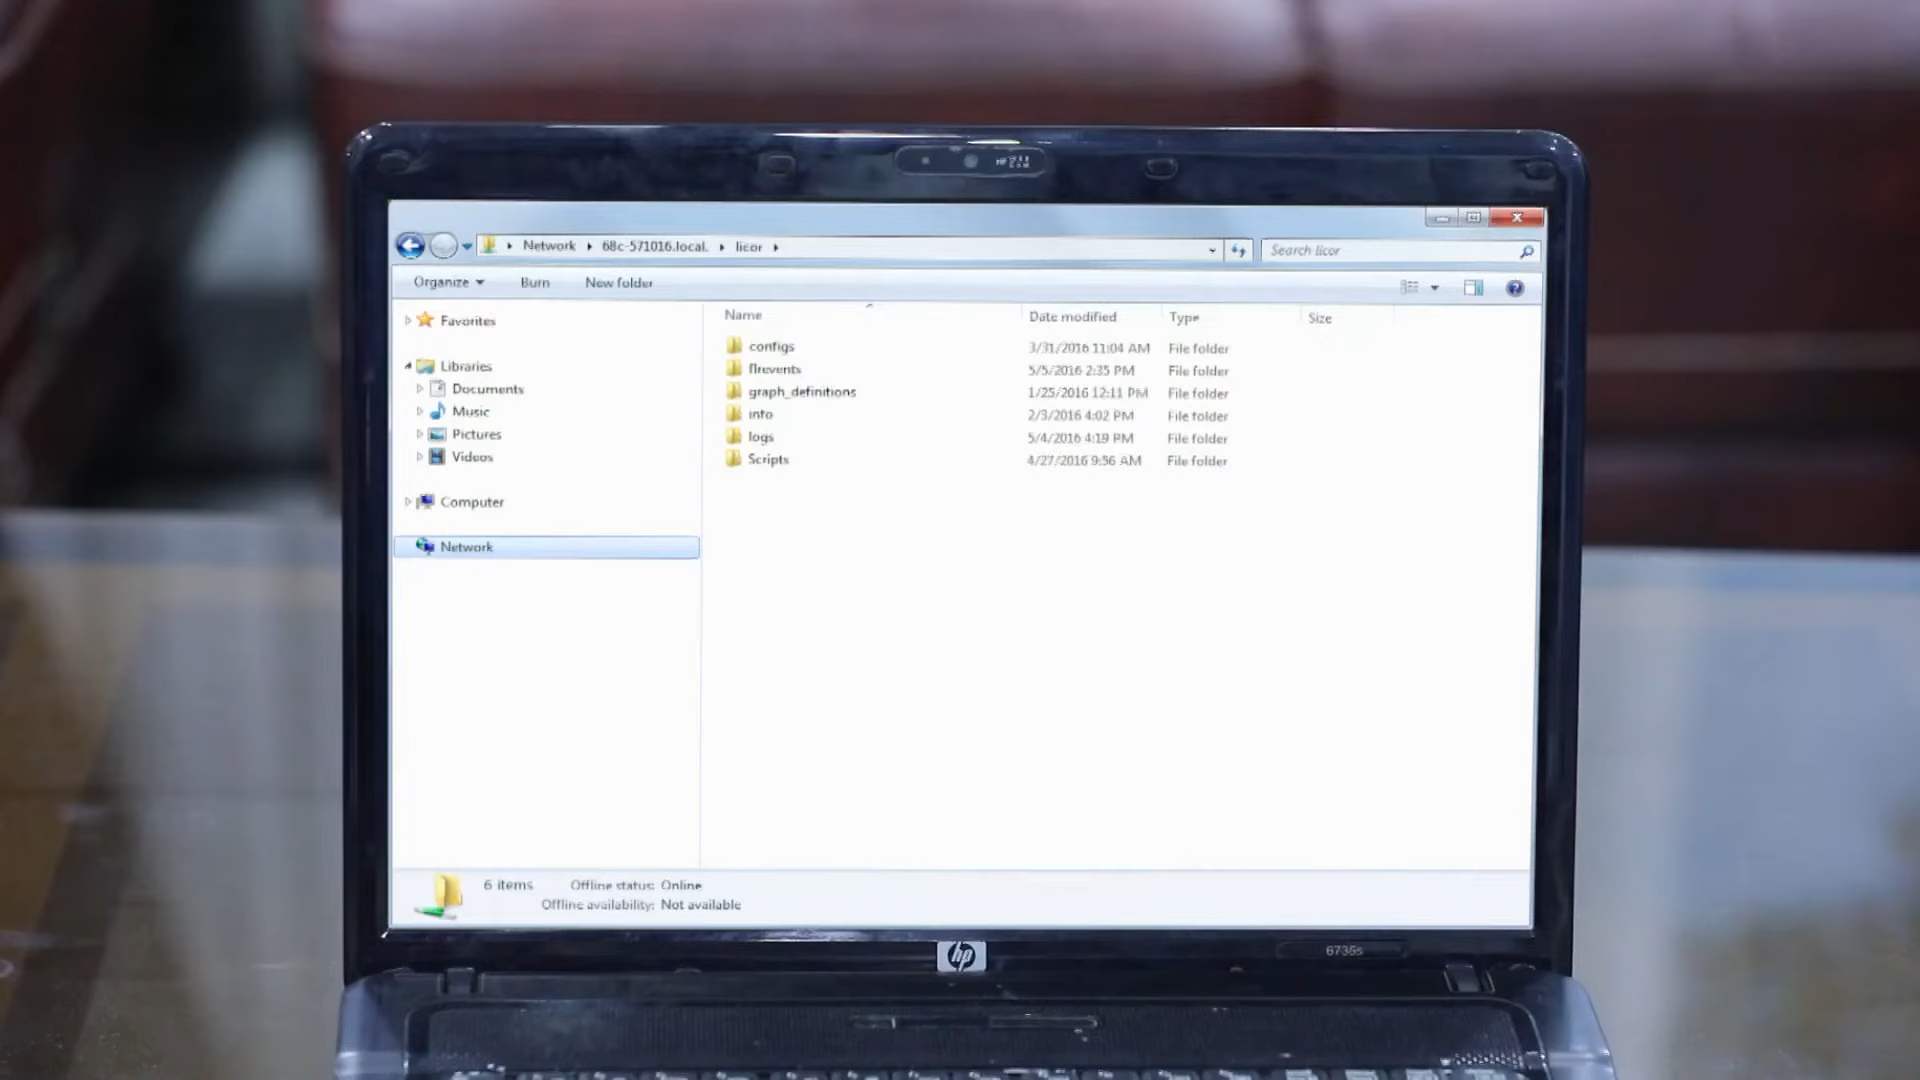 Network 68c-571016.local. licor
Search licor
Organize Burn New folder
Favorites
Libraries
Documents
Music
Pictures
Videos
Computer
Network
Name Date modified Type Size
configs 3/31/2016 11:04 AM File folder
flrevents 5/5/2016 2:35 PM File folder
graph_definitions 1/25/2016 12:11 PM File folder
info 2/3/2016 4:02 PM File folder
logs 5/4/2016 4:19 PM File folder
Scripts 4/27/2016 9:56 AM File folder
6 items Offline status: Online
Offline availability: Not available
hp
6735s